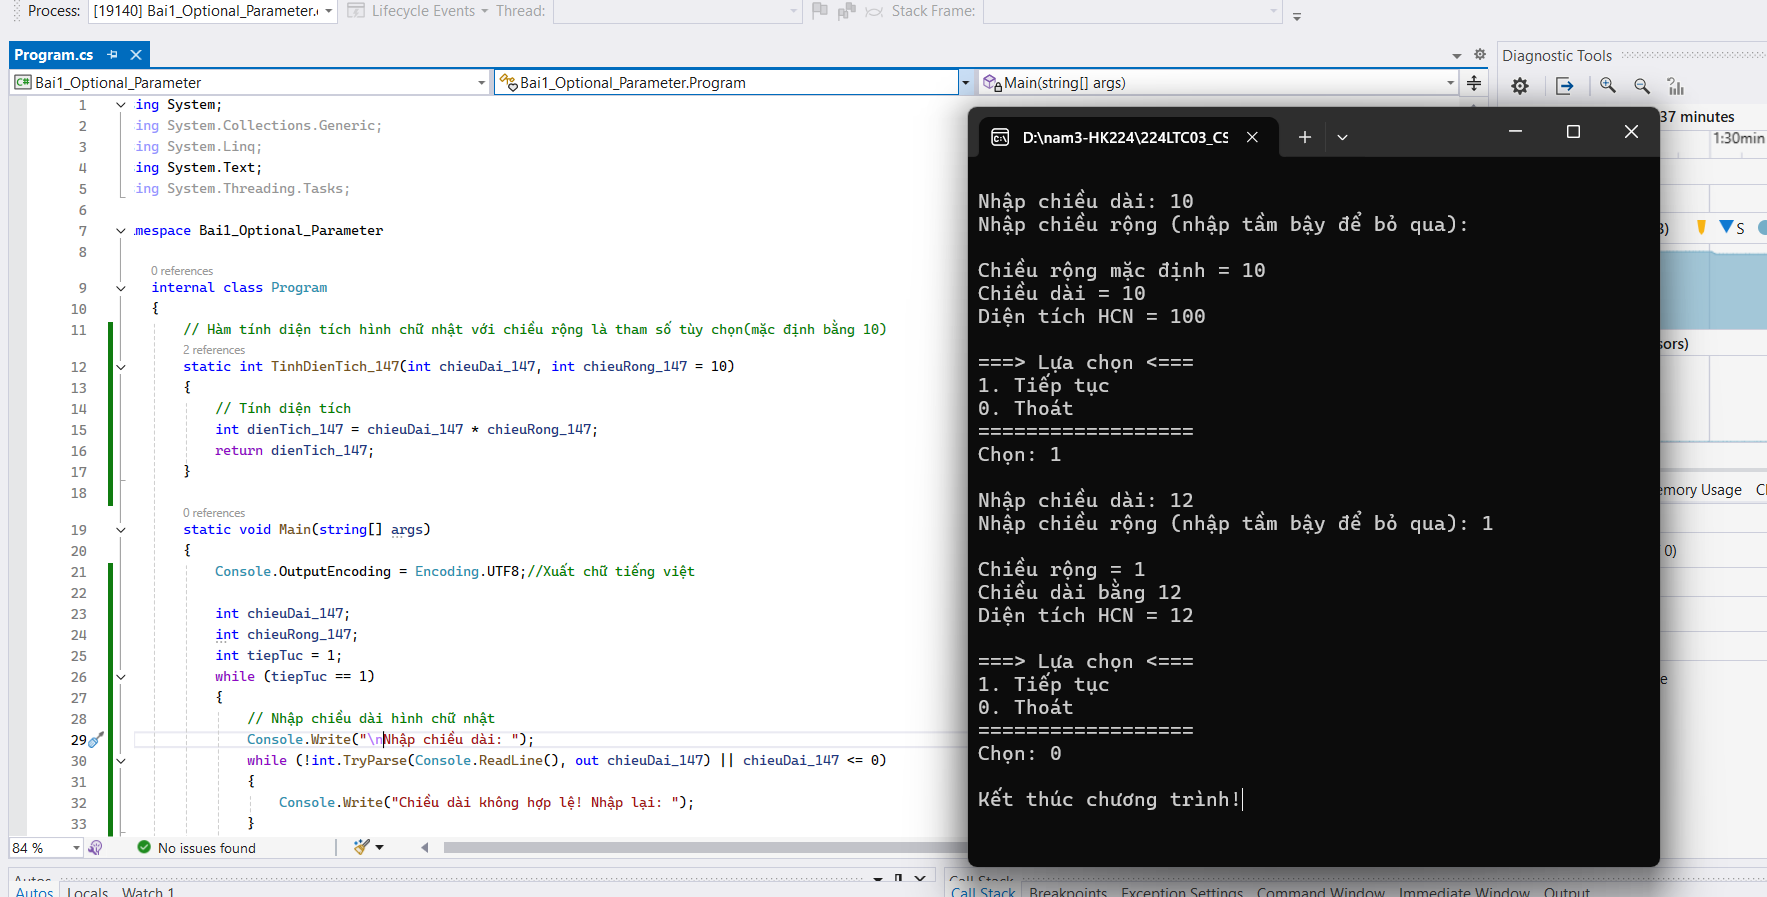 Process: [19140] Bai1_Optional_Parameter. Lifecycle Events Thread: Stack Frame:
Program.cs
Bai1_Optional_Parameter Bai1_Optional_Parameter.Program Main(string[] args)
1 ing System;
2 ing System.Collections.Generic;
3 ing System.Linq;
4 ing System.Text;
5 ing System.Threading.Tasks;
6
7 mespace Bai1_Optional_Parameter
8
0 references
9 internal class Program
10 {
11 // Hàm tính diện tích hình chữ nhật với chiều rộng là tham số tùy chọn(mặc định bằng 10)
2 references
12 static int TinhDienTich_147(int chieuDai_147, int chieuRong_147 = 10)
13 {
14 // Tính diện tích
15 int dienTich_147 = chieuDai_147 * chieuRong_147;
16 return dienTich_147;
17 }
18
0 references
19 static void Main(string[] args)
20 {
21 Console.OutputEncoding = Encoding.UTF8;//Xuất chữ tiếng việt
22
23 int chieuDai_147;
24 int chieuRong_147;
25 int tiepTuc = 1;
26 while (tiepTuc == 1)
27 {
28 // Nhập chiều dài hình chữ nhật
29 Console.Write("\nNhập chiều dài: ");
30 while (!int.TryParse(Console.ReadLine(), out chieuDai_147) || chieuDai_147 <= 0)
31 {
32 Console.Write("Chiều dài không hợp lệ! Nhập lại: ");
33 }
84 % No issues found
Autos
Autos Locals Watch 1
D:\nam3-HK224\224LTC03_CS
Nhập chiều dài: 10
Nhập chiều rộng (nhập tầm bậy để bỏ qua):
Chiều rộng mặc định = 10
Chiều dài = 10
Diện tích HCN = 100
===> Lựa chọn <===
1. Tiếp tục
0. Thoát
==================
Chọn: 1
Nhập chiều dài: 12
Nhập chiều rộng (nhập tầm bậy để bỏ qua): 1
Chiều rộng = 1
Chiều dài bằng 12
Diện tích HCN = 12
===> Lựa chọn <===
1. Tiếp tục
0. Thoát
==================
Chọn: 0
Kết thúc chương trình!
Diagnostic Tools
37 minutes
1:30min
S
sors)
emory Usage
0)
e
Call Stack
Call Stack Breakpoints Exception Settings Command Window Immediate Window Output